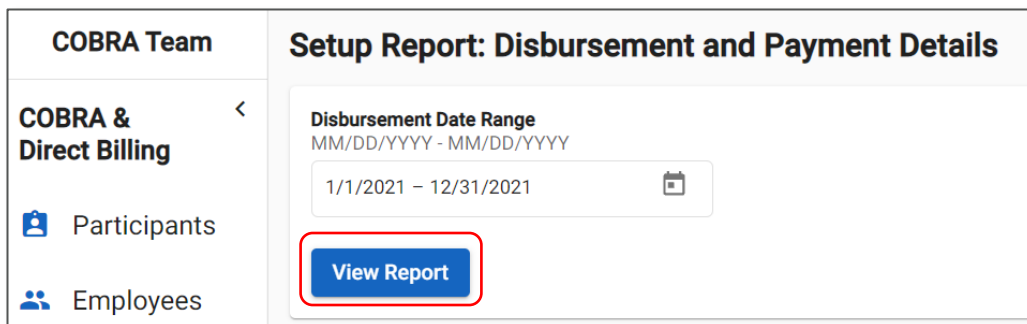 COBRA Team
COBRA &
Direct Billing
Participants
Employees
Setup Report: Disbursement and Payment Details
Disbursement Date Range
MM/DD/YYYY - MM/DD/YYYY
1/1/2021 – 12/31/2021
View Report